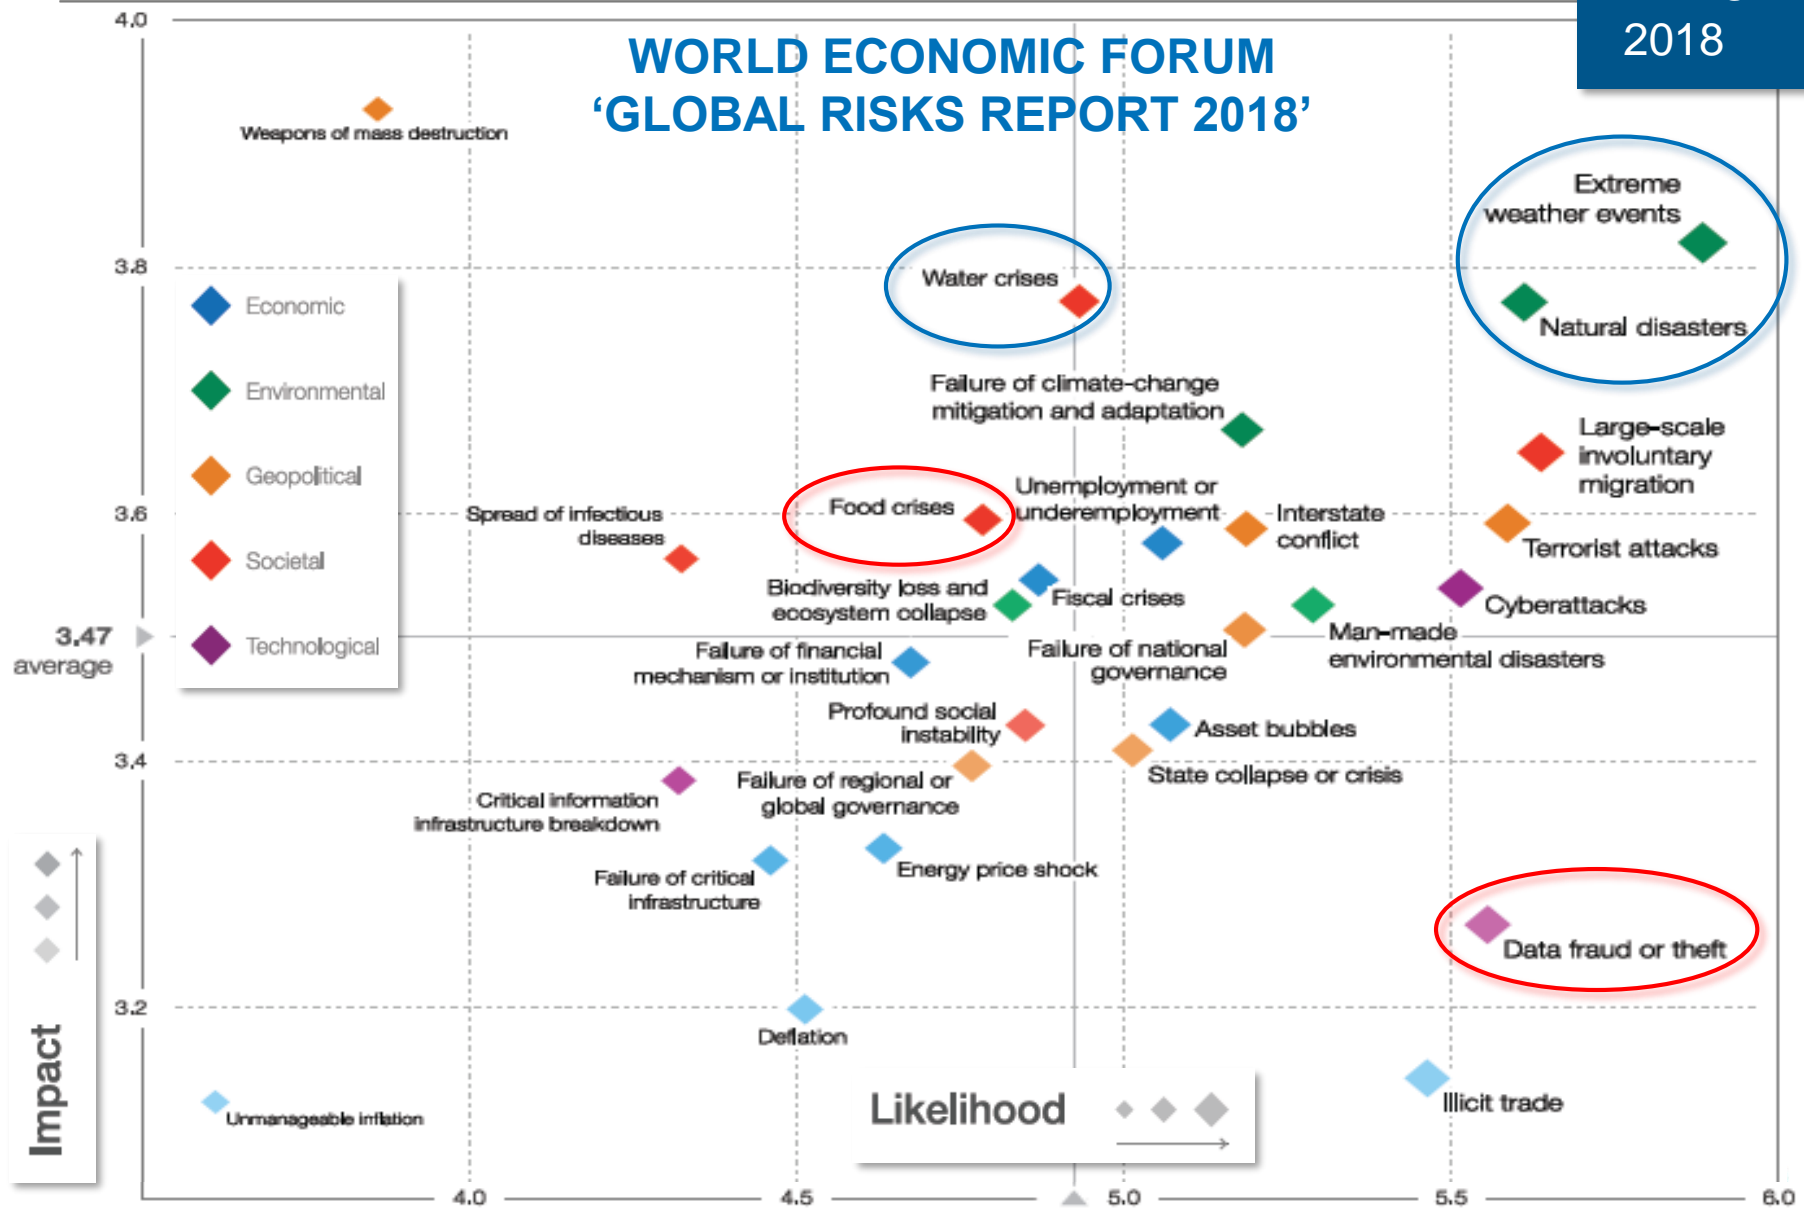 2018
WORLD ECONOMIC FORUM
‘GLOBAL RISKS REPORT 2018’
4.0
Weapons of mass destruction
Extreme
weather events
3.8
Water crises
Natural disasters
Economic
Environmental
Geopolitical
Societal
Technological
Failure of climate-change
mitigation and adaptation
Large-scale
involuntary
migration
3.6
Spread of infectious
diseases
Food crises
Unemployment or
underemployment
Interstate
conflict
Terrorist attacks
Biodiversity loss and
ecosystem collapse
Fiscal crises
Cyberattacks
3.47
average
Failure of financial
mechanism or institution
Failure of national
governance
Man-made
environmental disasters
Profound social
instability
Asset bubbles
3.4
State collapse or crisis
Failure of regional or
global governance
Critical information
infrastructure breakdown
Energy price shock
Failure of critical
infrastructure
Data fraud or theft
3.2
Deflation
Illicit trade
Unmanageable inflation
Impact
Likelihood
4.0
4.5
5.0
5.5
6.0